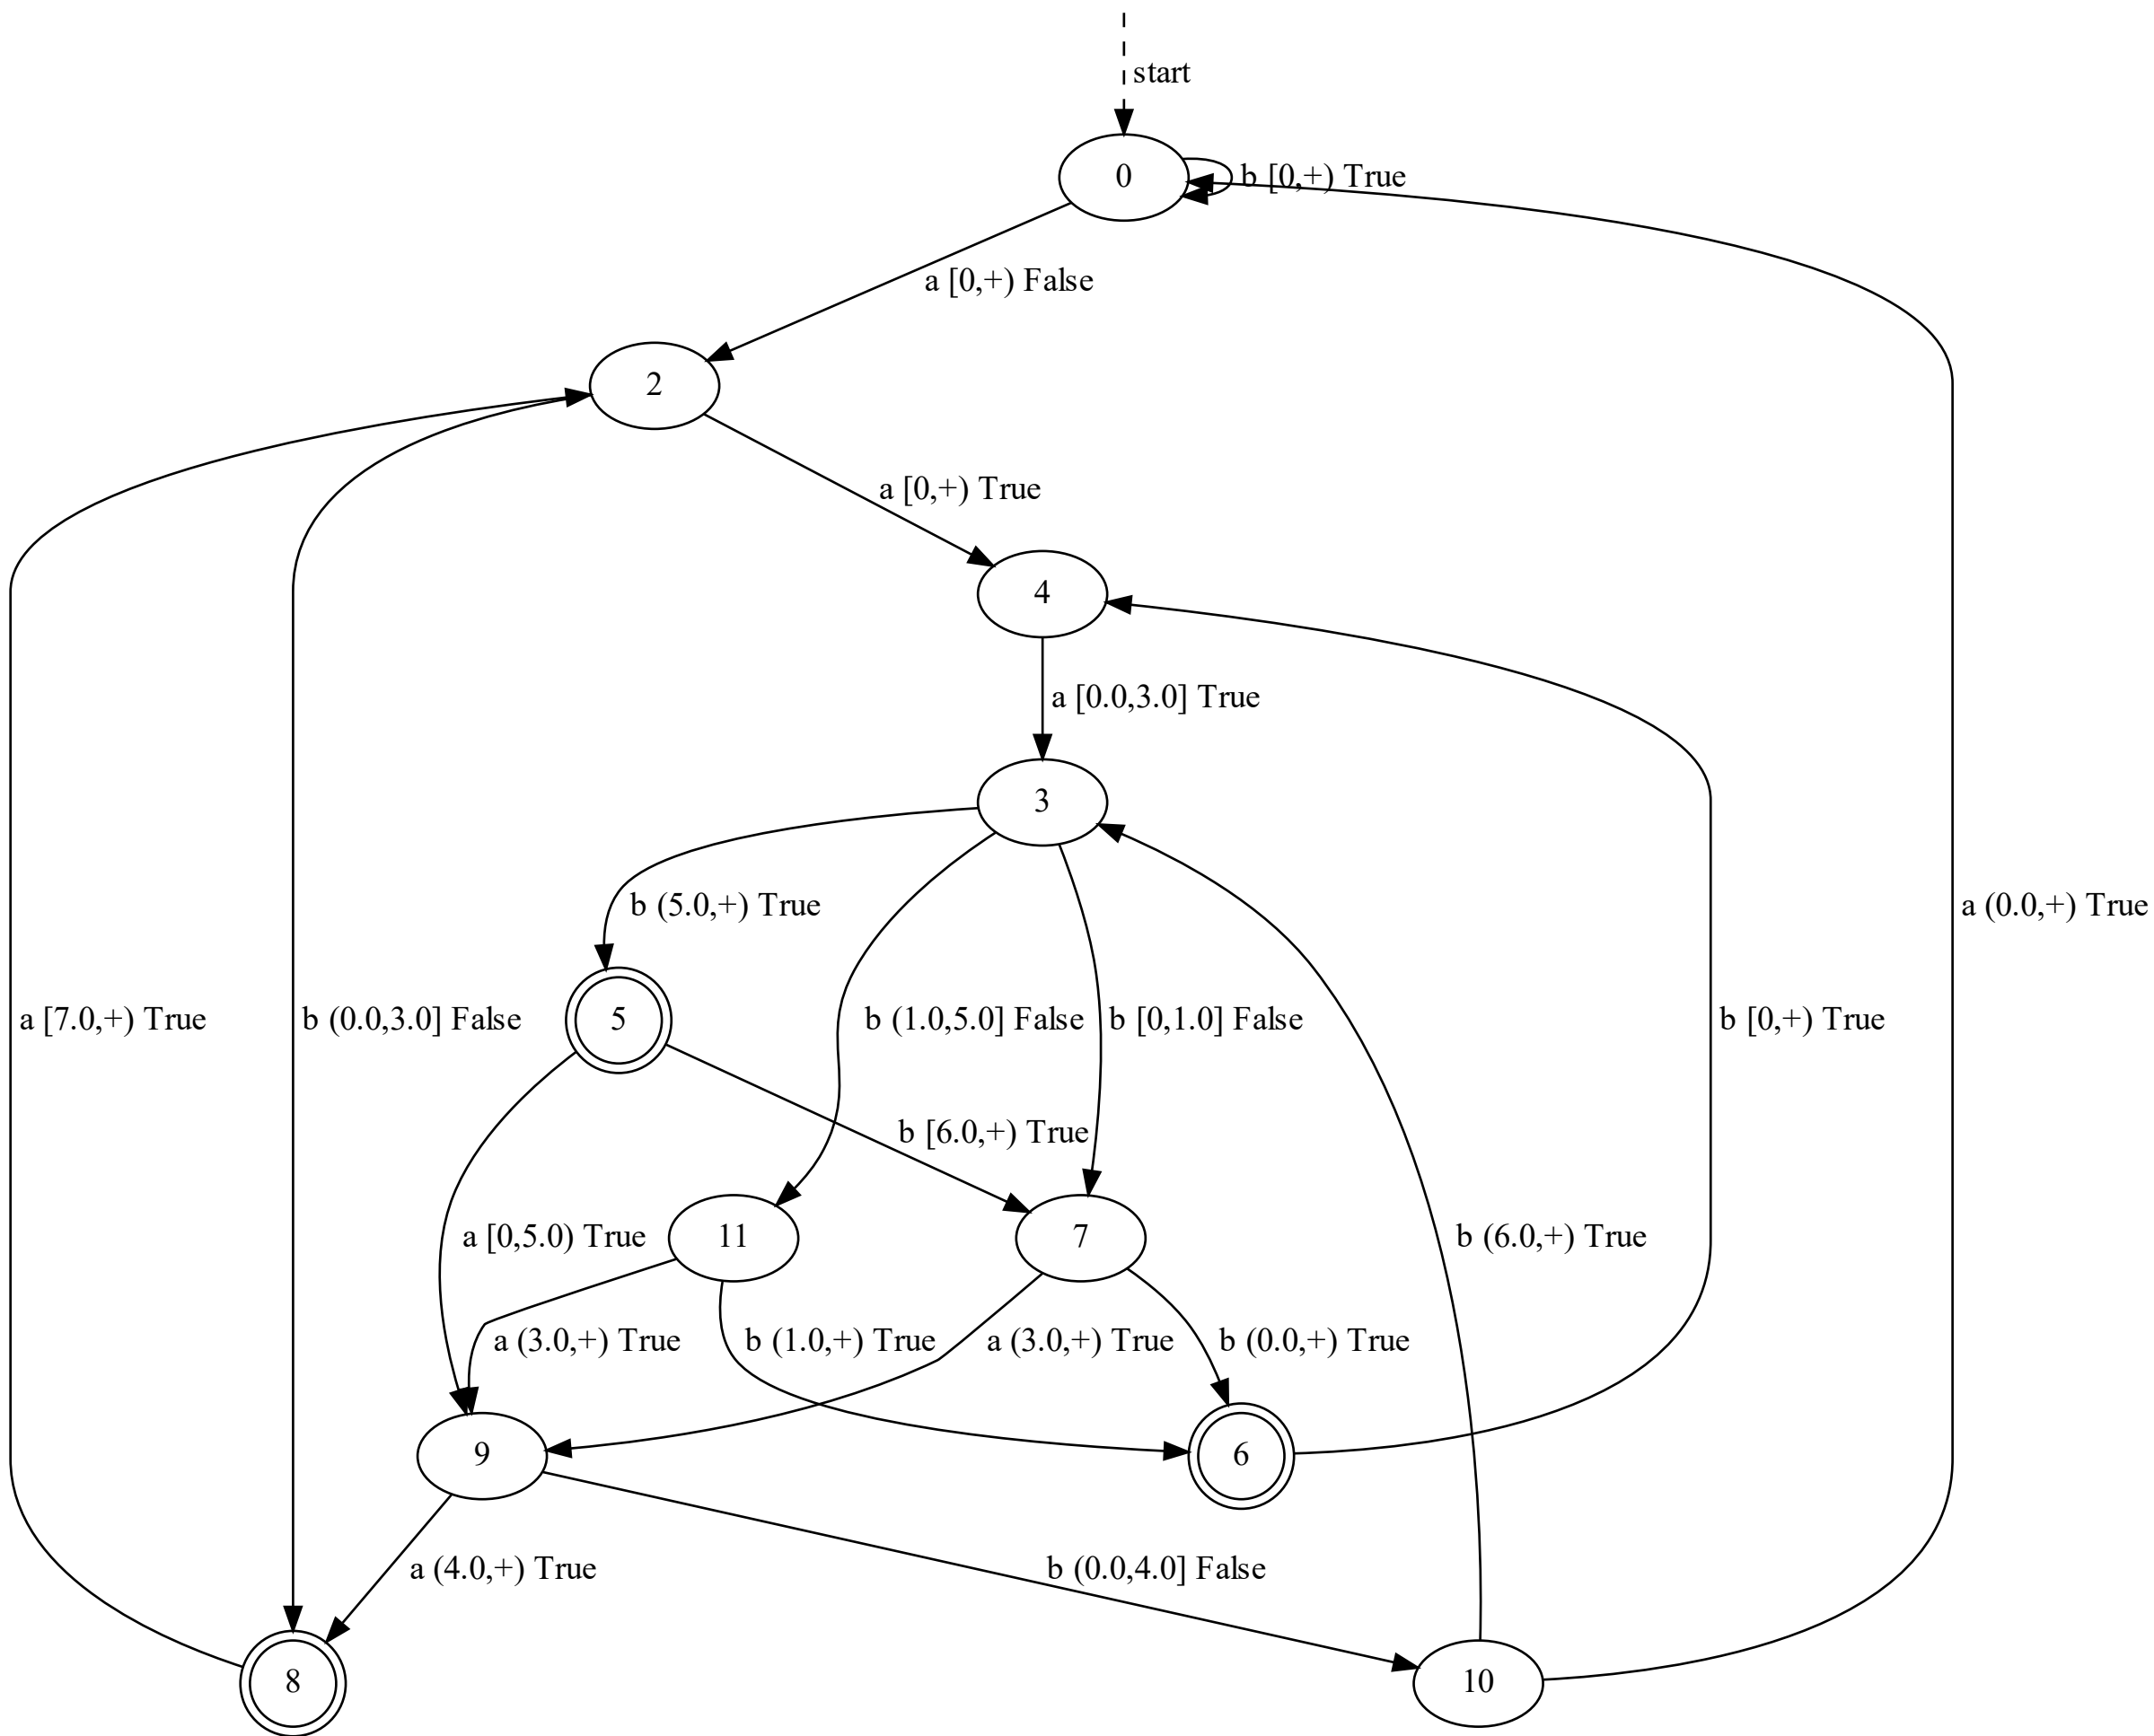 start
0
b [0,+) True
a [0,+) False
2
a [0,+) True
4
a [0.0,3.0] True
3
b (5.0,+) True
a (0.0,+) True
5
a [7.0,+) True
b (0.0,3.0] False
b (1.0,5.0] False
b [0,1.0] False
b [0,+) True
b [6.0,+) True
a [0,5.0) True
11
7
b (6.0,+) True
a (3.0,+) True
b (1.0,+) True
a (3.0,+) True
b (0.0,+) True
9
6
a (4.0,+) True
b (0.0,4.0] False
8
10